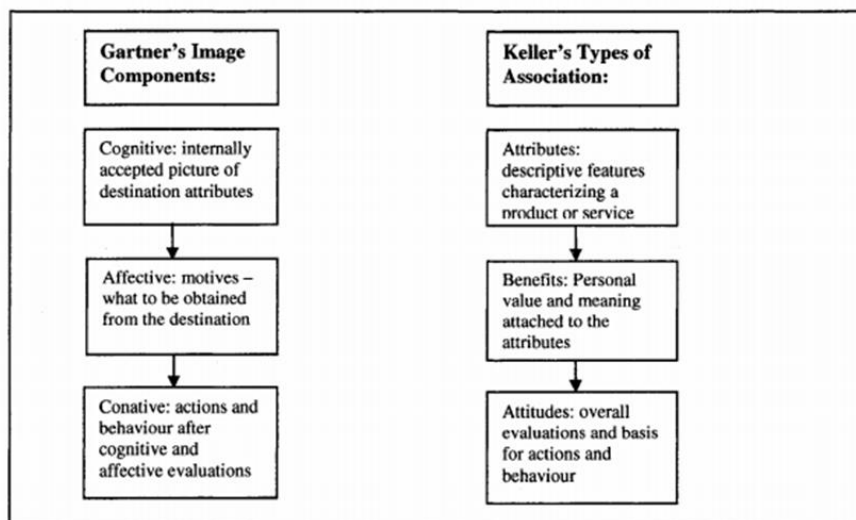 Gartner's Image
Components:
Cognitive: internally
accepted picture of
destination attributes
Affective: motives –
what to be obtained
from the destination
Conative: actions and
behaviour after
cognitive and
affective evaluations
Keller's Types of
Association:
Attributes:
descriptive features
characterizing a
product or service
Benefits: Personal
value and meaning
attached to the
attributes
Attitudes: overall
evaluations and basis
for actions and
behaviour